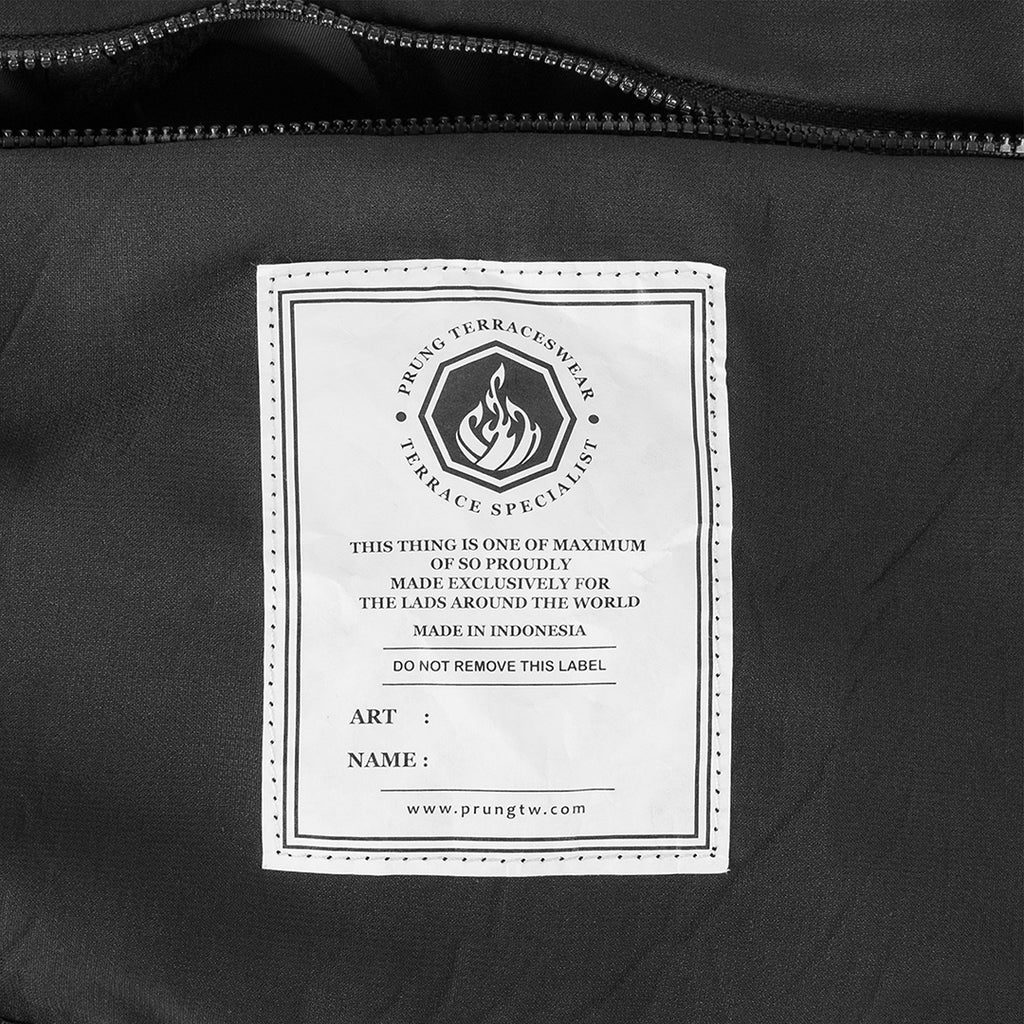 PRUNG TERRACESWEAR
TERRACE SPECIALIST
THIS THING IS ONE OF MAXIMUM
OF SO PROUDLY
MADE EXCLUSIVELY FOR
THE LADS AROUND THE WORLD
MADE IN INDONESIA
DO NOT REMOVE THIS LABEL
ART :
NAME :
www.prungtw.com